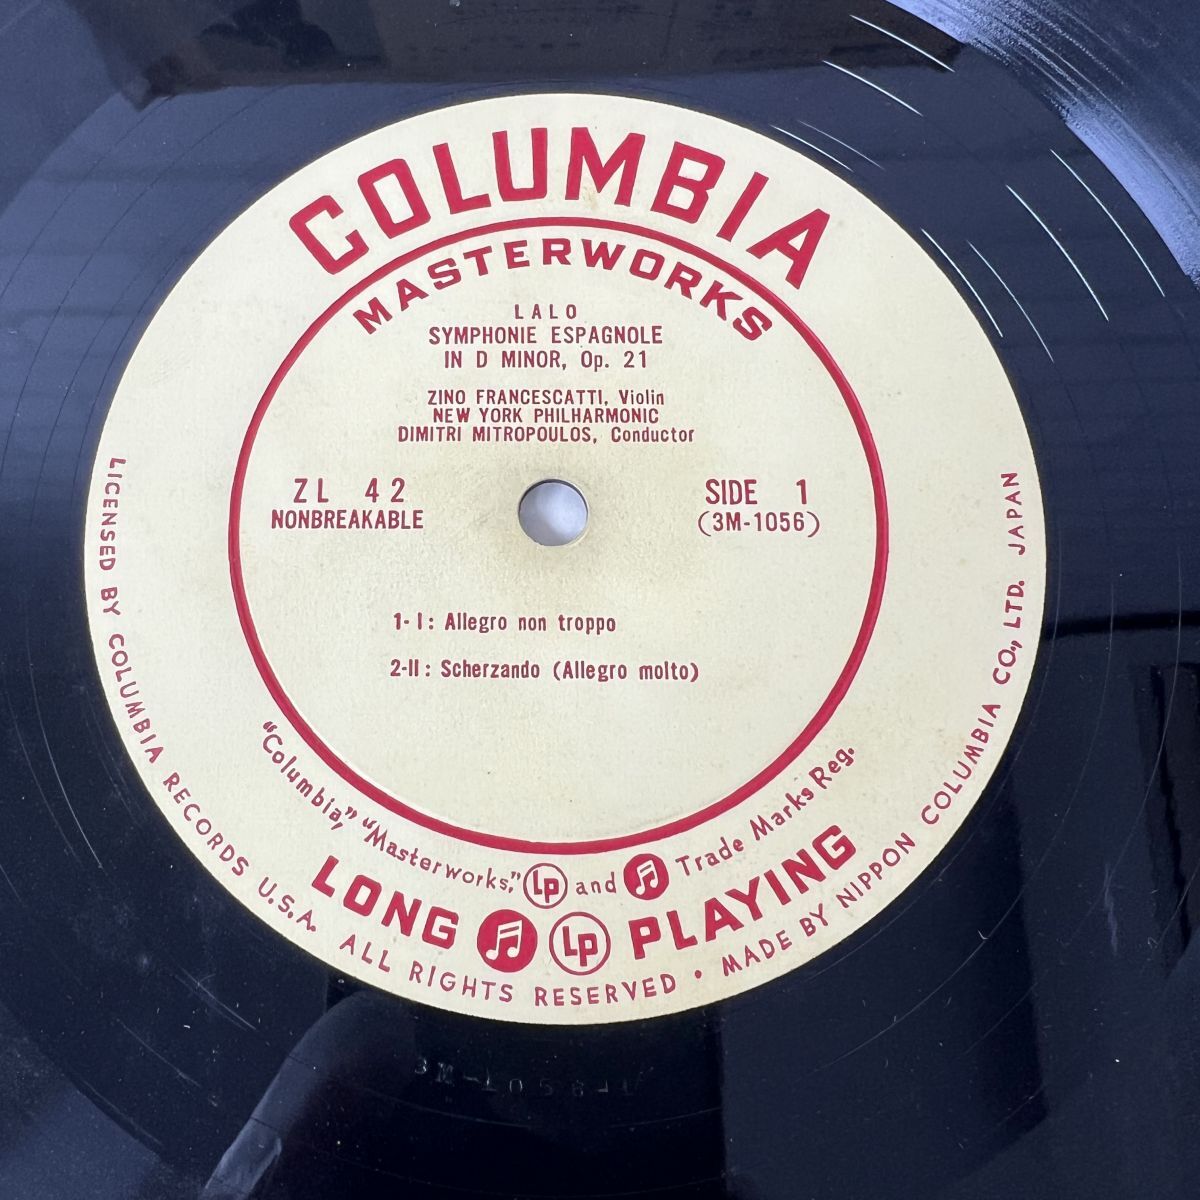 COLUMBIA
MASTERWORKS
LALO
SYMPHONIE ESPAGNOLE
IN D MINOR, Op. 21
ZINO FRANCESCATTI, Violin
NEW YORK PHILHARMONIC
DIMITRI MITROPOULOS, Conductor
ZL 42
NONBREAKABLE
SIDE 1
(3M-1056)
1-I: Allegro non troppo
2-II: Scherzando (Allegro molto)
"Columbia," "Masterworks," Lp and Trade Marks Reg.
LONG Lp PLAYING
LICENSED BY COLUMBIA RECORDS U.S.A. ALL RIGHTS RESERVED • MADE BY NIPPON COLUMBIA CO., LTD. JAPAN